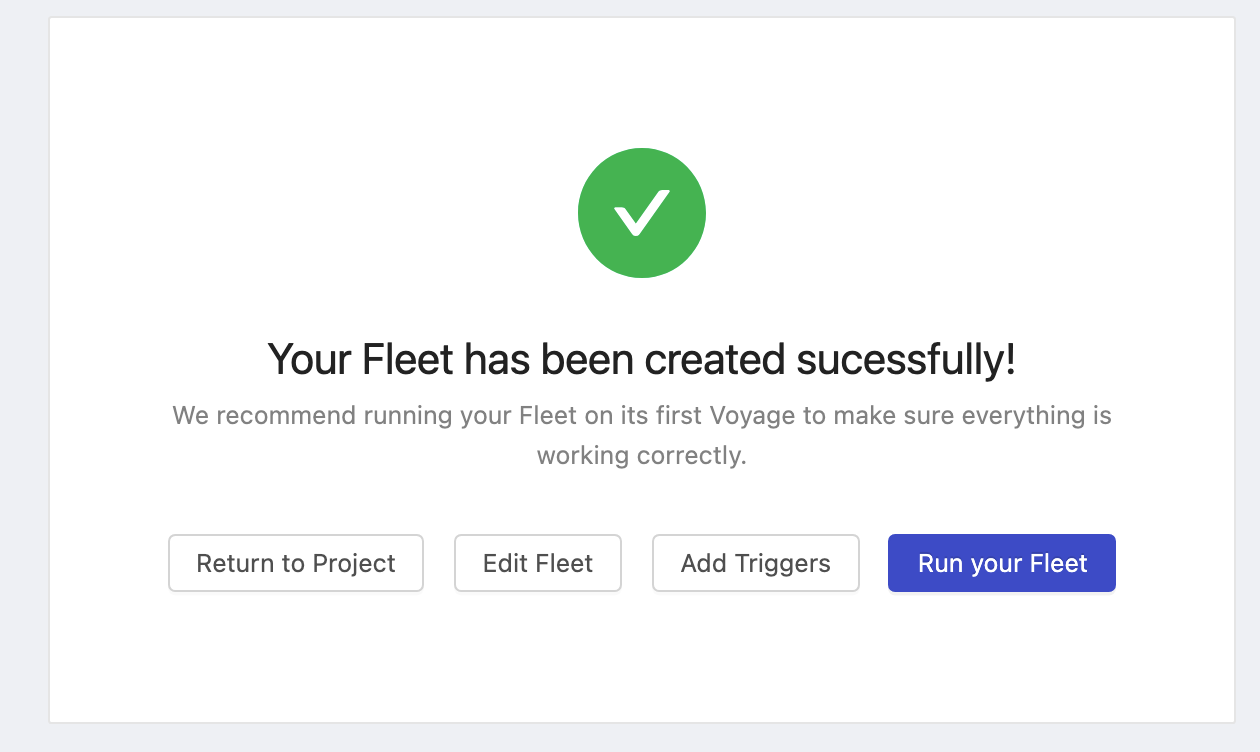 Your Fleet has been created sucessfully!
We recommend running your Fleet on its first Voyage to make sure everything is
working correctly.
Return to Project
Edit Fleet
Add Triggers
Run your Fleet